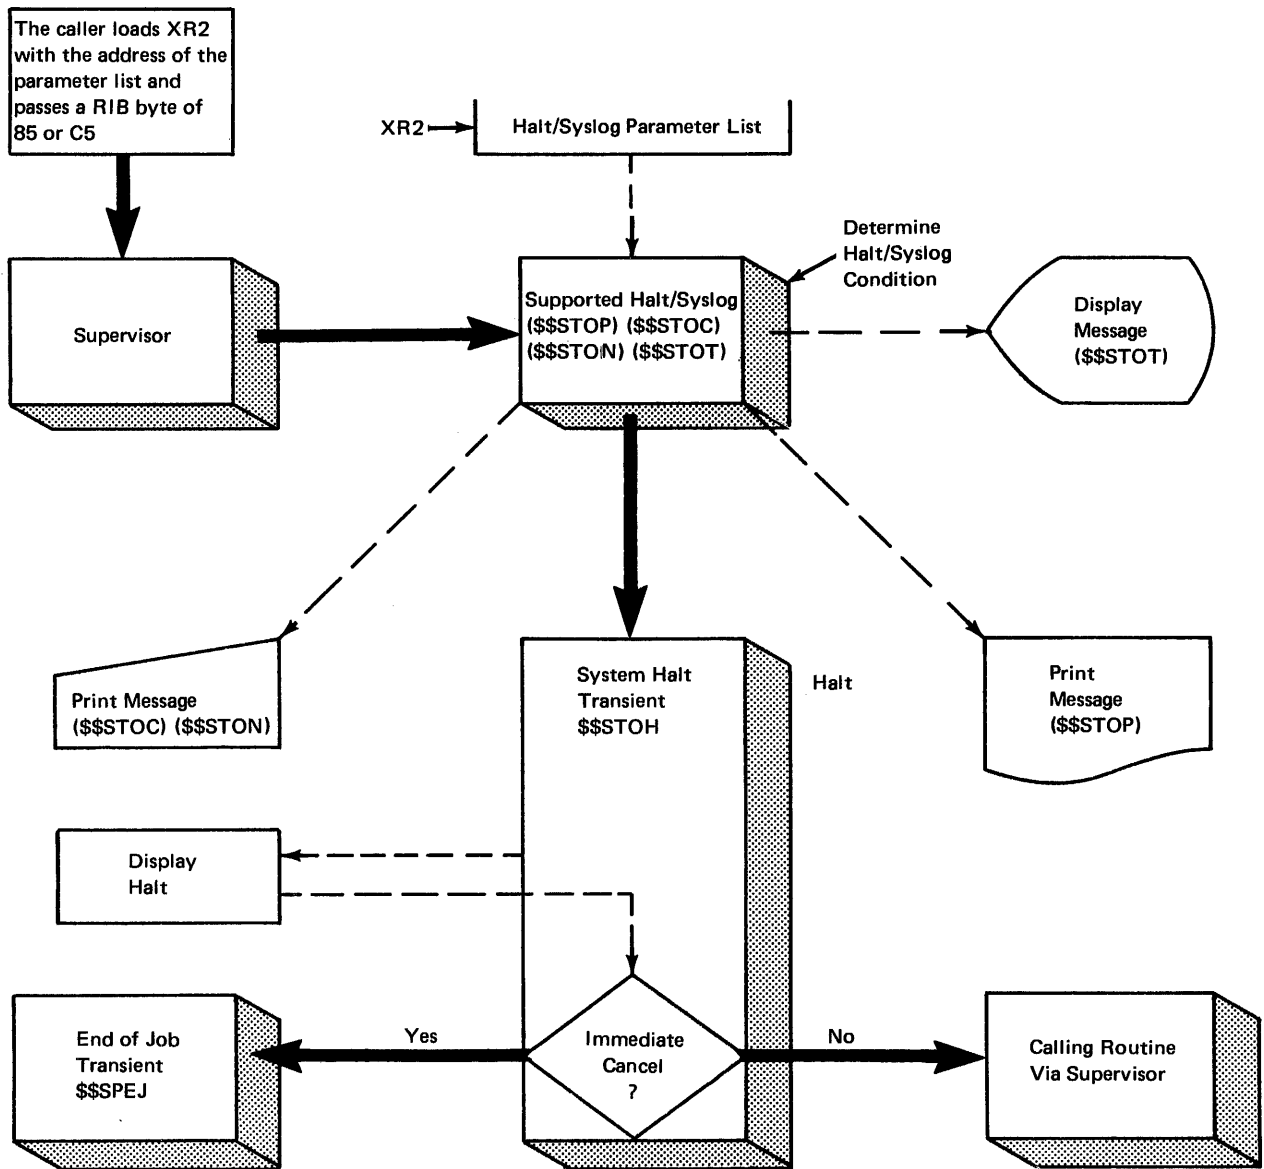 The caller loads XR2
with the address of the
parameter list and
passes a RIB byte of
85 or C5
XR2
Halt/Syslog Parameter List
Determine
Halt/Syslog
Condition
Supervisor
Supported Halt/Syslog
($$STOP) ($$STOC)
($$STON) ($$STOT)
Display
Message
($$STOT)
Print Message
($$STOC) ($$STON)
System Halt
Transient
$$STOH
Halt
Print
Message
($$STOP)
Display
Halt
End of Job
Transient
$$SPEJ
Yes
Immediate
Cancel
?
No
Calling Routine
Via Supervisor